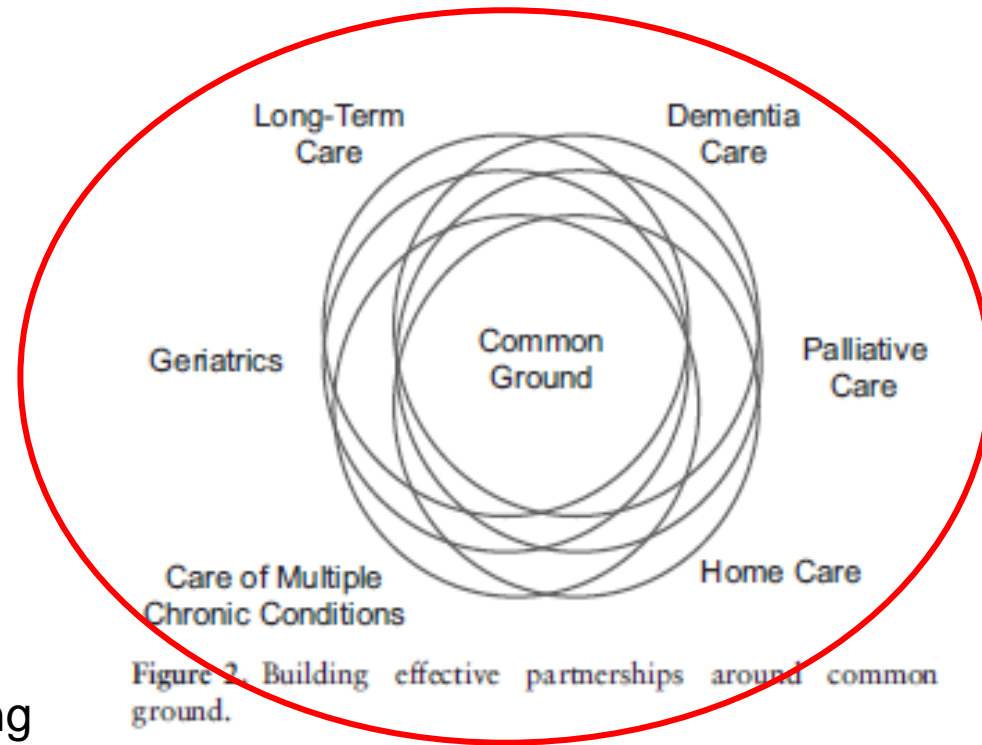 Long-Term
Care
Dementia
Care
Geriatrics
Common
Ground
Palliative
Care
Care of Multiple
Chronic Conditions
Home Care
Figure 2. Building effective partnerships around common
ground.
ng